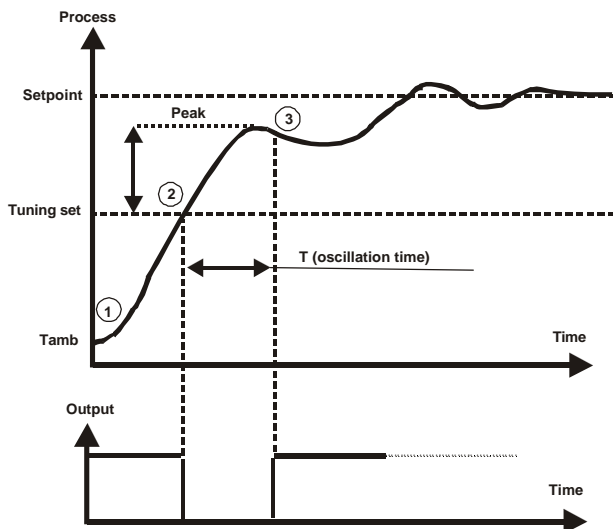 Process
Setpoint
Peak
3
2
Tuning set
T (oscillation time)
1
Tamb
Time
Output
Time